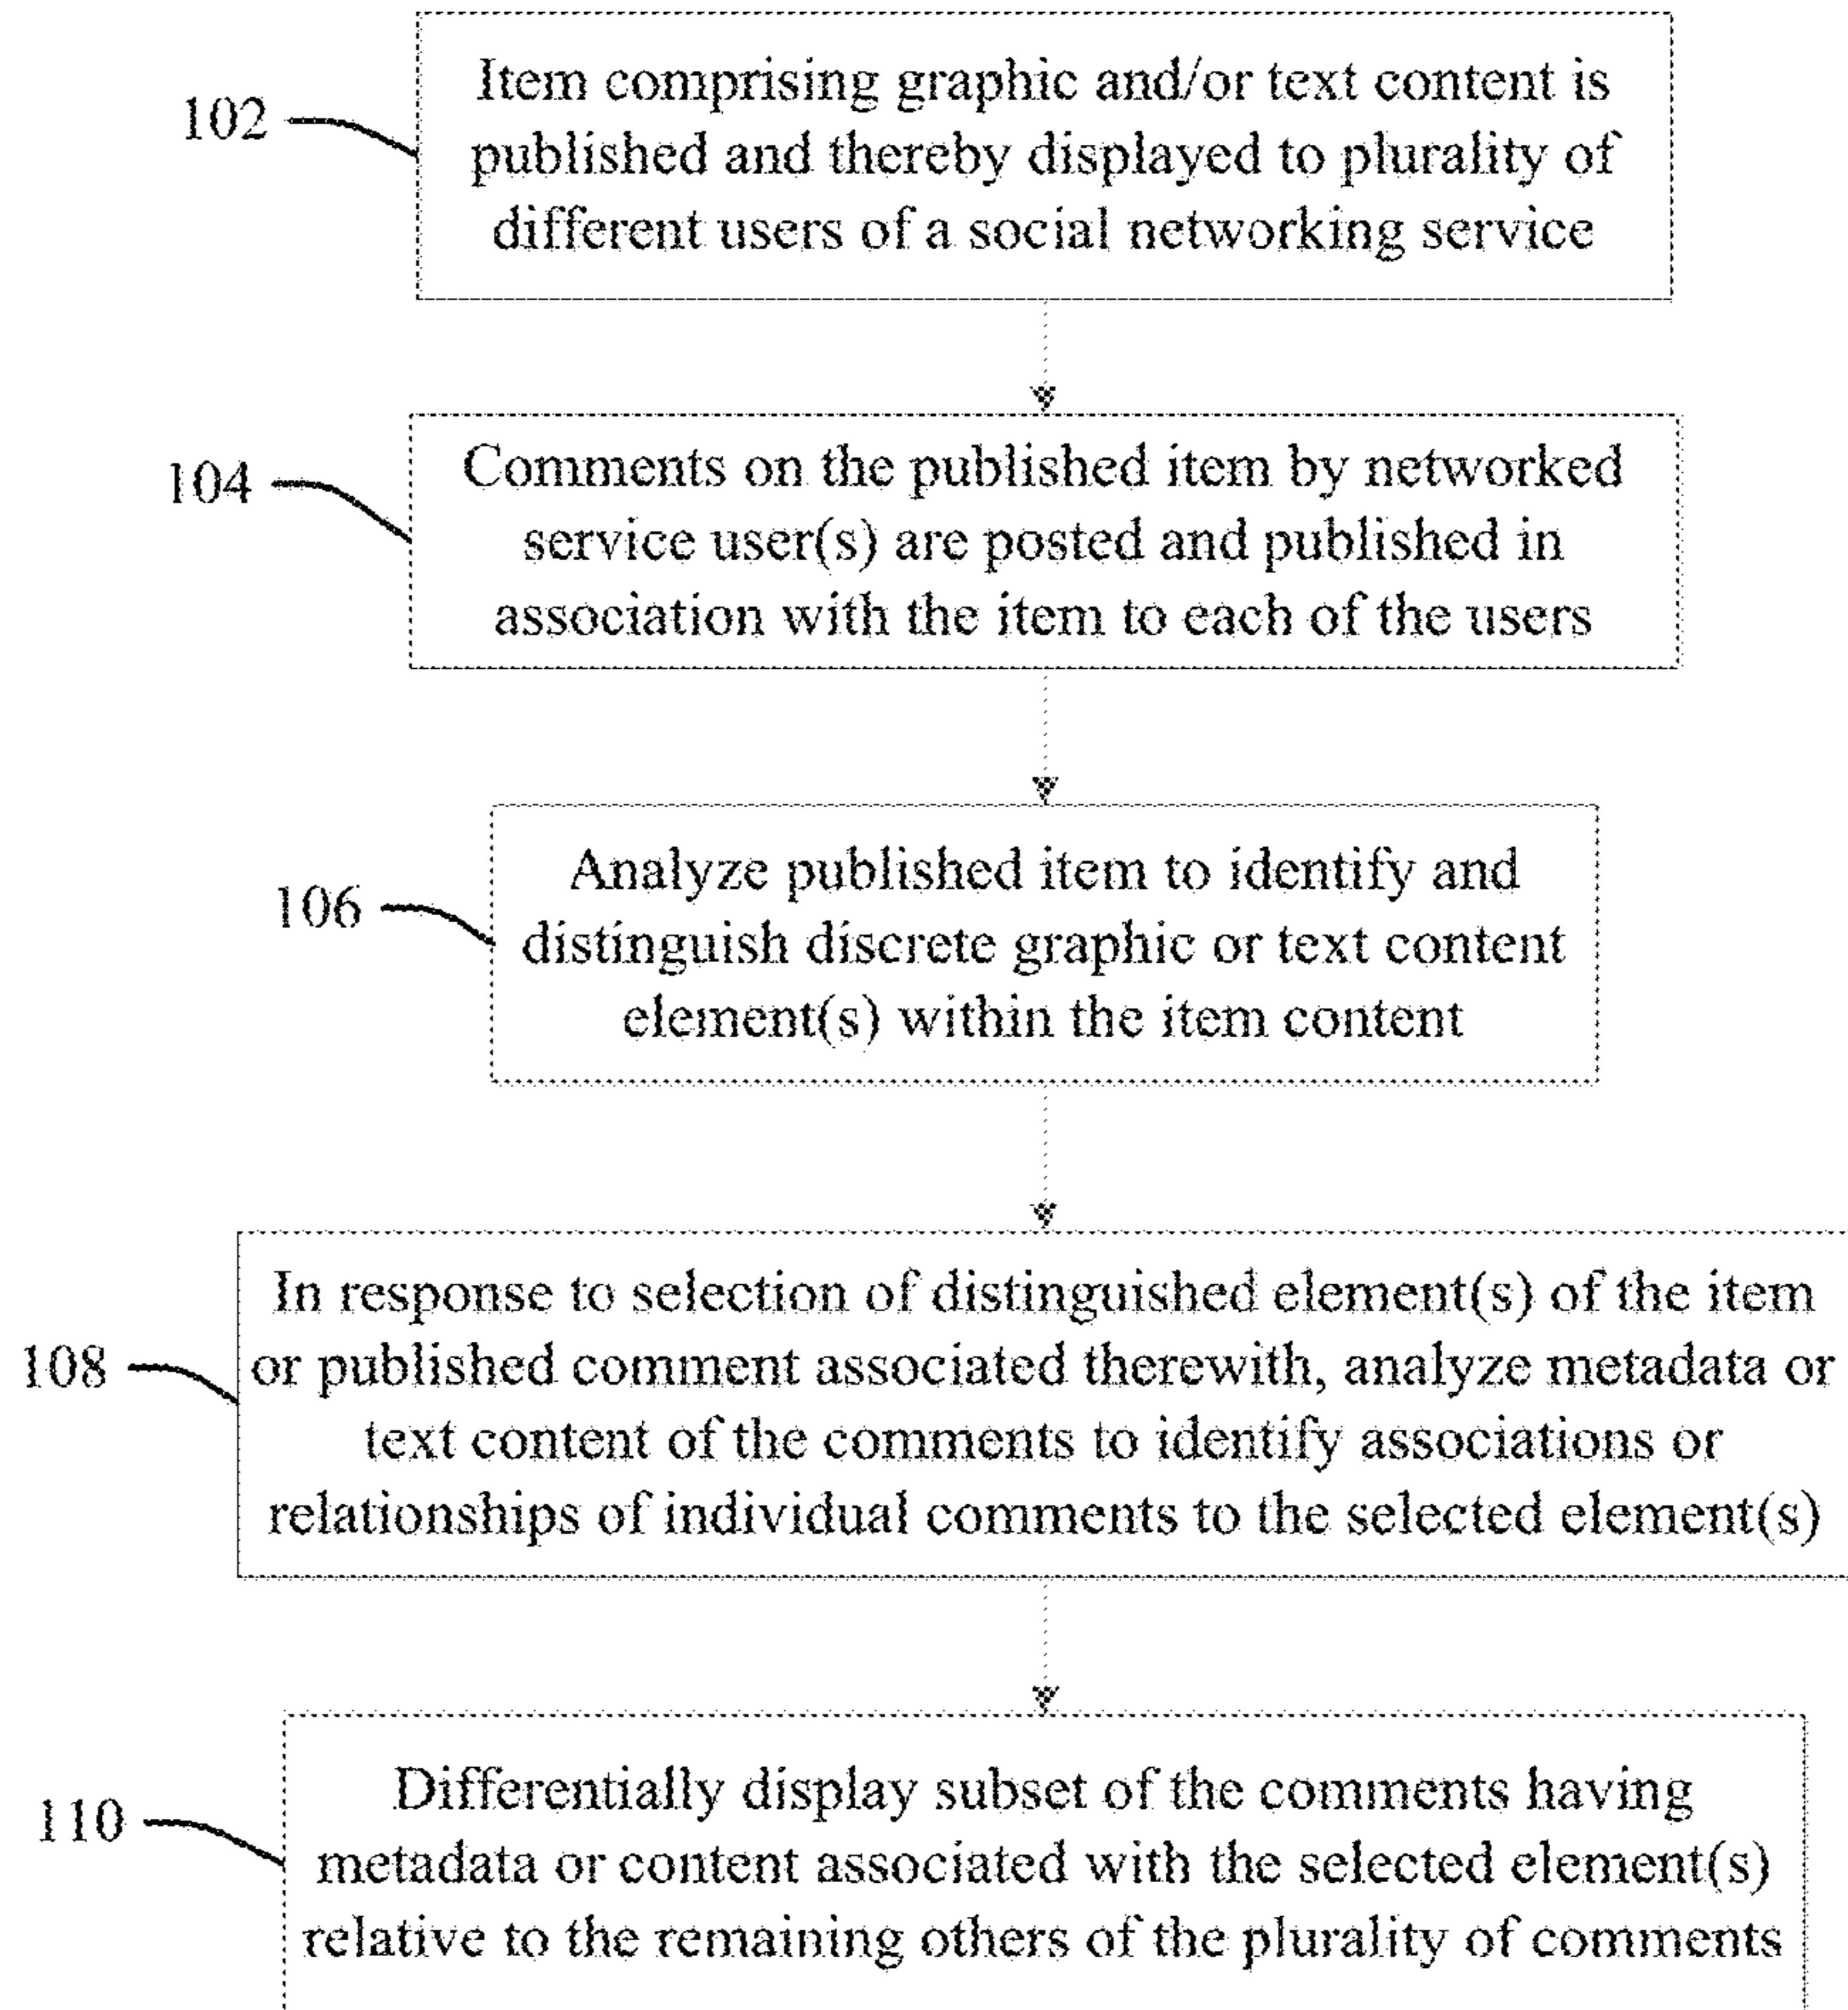 102
Item comprising graphic and/or text content is
published and thereby displayed to plurality of
different users of a social networking service
104
Comments on the published item by networked
service user(s) are posted and published in
association with the item to each of the users
106
Analyze published item to identify and
distinguish discrete graphic or text content
element(s) within the item content
108
In response to selection of distinguished element(s) of the item
or published comment associated therewith, analyze metadata or
text content of the comments to identify associations or
relationships of individual comments to the selected element(s)
110
Differentially display subset of the comments having
metadata or content associated with the selected element(s)
relative to the remaining others of the plurality of comments